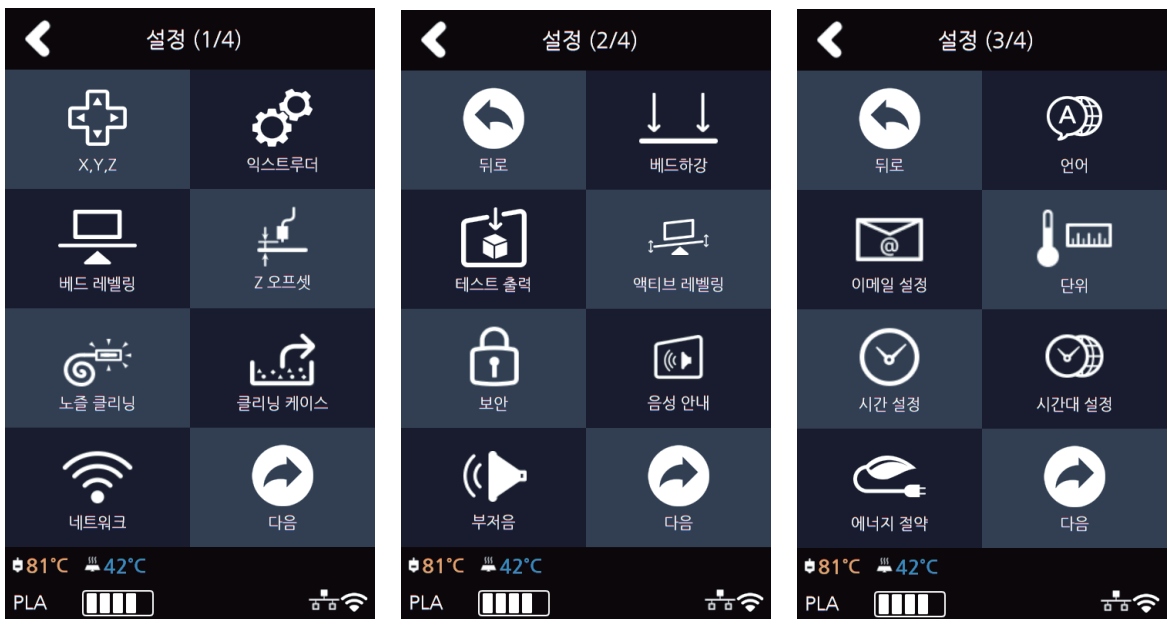 설정 (1/4)
X,Y,Z
익스트루더
베드 레벨링
Z 오프셋
노즐 클리닝
클리닝 케이스
네트워크
다음
81°C 42°C
PLA
설정 (2/4)
뒤로
베드하강
테스트 출력
액티브 레벨링
보안
음성 안내
부저음
다음
81°C 42°C
PLA
설정 (3/4)
뒤로
A
언어
@
이메일 설정
단위
시간 설정
시간대 설정
에너지 절약
다음
81°C 42°C
PLA